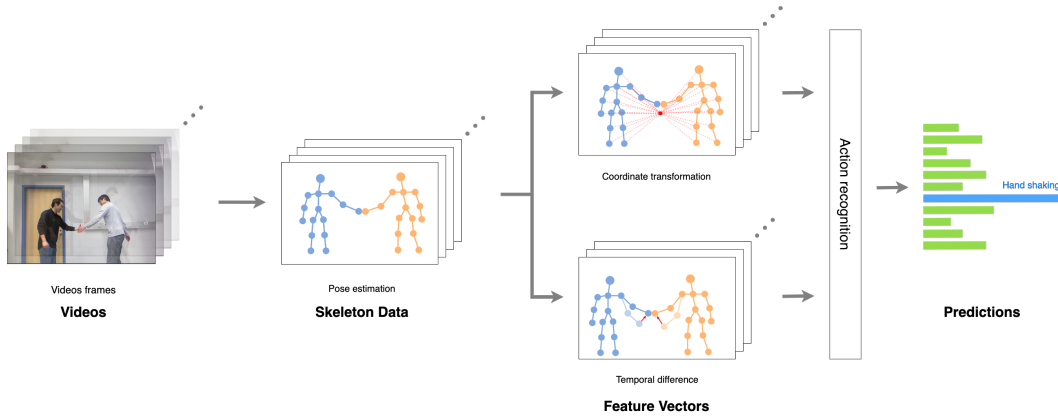 Videos frames
Videos
Pose estimation
Skeleton Data
Coordinate transformation
Temporal difference
Feature Vectors
Action recognition
Hand shaking
Predictions